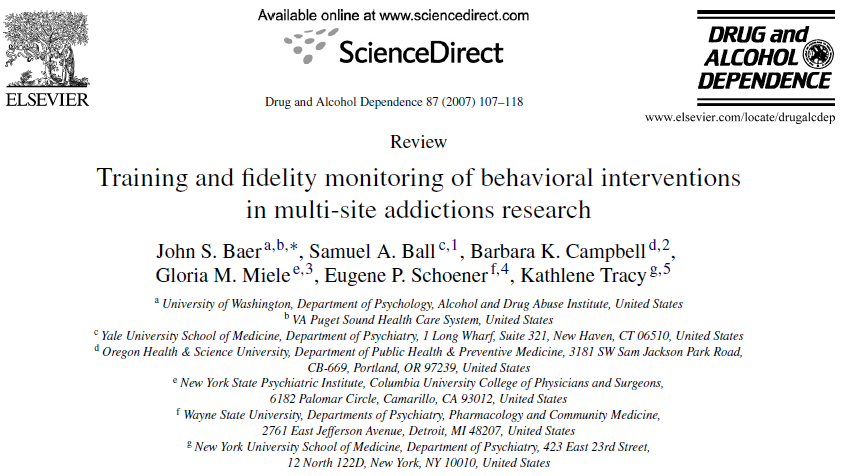 Available online at www.sciencedirect.com
ScienceDirect
ELSEVIER
Drug and Alcohol Dependence 87 (2007) 107–118
DRUG and
ALCOHOL
DEPENDENCE
www.elsevier.com/locate/drugalcdep
Review
Training and fidelity monitoring of behavioral interventions
in multi-site addictions research
John S. Baer a,b,*, Samuel A. Ball c,1, Barbara K. Campbell d,2,
Gloria M. Miele e,3, Eugene P. Schoener f,4, Kathlene Tracy g,5
a University of Washington, Department of Psychology, Alcohol and Drug Abuse Institute, United States
b VA Puget Sound Health Care System, United States
c Yale University School of Medicine, Department of Psychiatry, 1 Long Wharf, Suite 321, New Haven, CT 06510, United States
d Oregon Health & Science University, Department of Public Health & Preventive Medicine, 3181 SW Sam Jackson Park Road,
CB-669, Portland, OR 97239, United States
e New York State Psychiatric Institute, Columbia University College of Physicians and Surgeons,
6182 Palomar Circle, Camarillo, CA 93012, United States
f Wayne State University, Departments of Psychiatry, Pharmacology and Community Medicine,
2761 East Jefferson Avenue, Detroit, MI 48207, United States
g New York University School of Medicine, Department of Psychiatry, 423 East 23rd Street,
12 North 122D, New York, NY 10010, United States